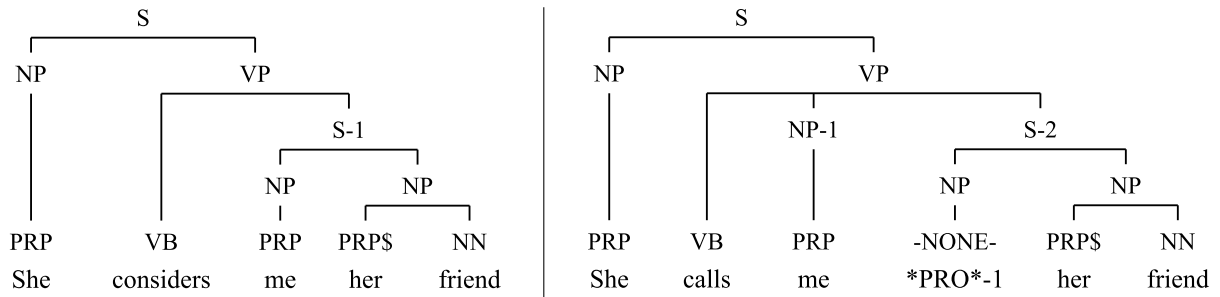 S
NP VP
S-1
NP NP
PRP VB PRP PRP$ NN
She considers me her friend
S
NP VP
NP-1 S-2
NP NP
PRP VB PRP -NONE- PRP$ NN
She calls me *PRO*-1 her friend